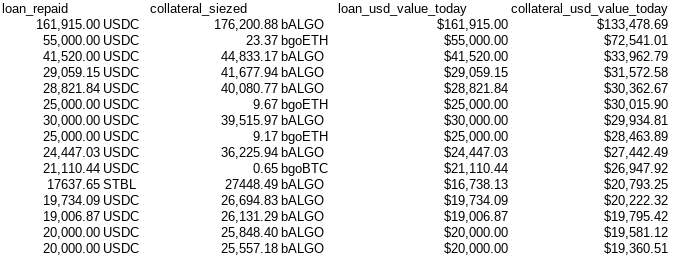 loan_repaid collateral_siezed loan_usd_value_today collateral_usd_value_today
161,915.00 USDC 176,200.88 bALGO $161,915.00 $133,478.69
55,000.00 USDC 23.37 bgoETH $55,000.00 $72,541.01
41,520.00 USDC 44,833.17 bALGO $41,520.00 $33,962.79
29,059.15 USDC 41,677.94 bALGO $29,059.15 $31,572.58
28,821.84 USDC 40,080.77 bALGO $28,821.84 $30,362.67
25,000.00 USDC 9.67 bgoETH $25,000.00 $30,015.90
30,000.00 USDC 39,515.97 bALGO $30,000.00 $29,934.81
25,000.00 USDC 9.17 bgoETH $25,000.00 $28,463.89
24,447.03 USDC 36,225.94 bALGO $24,447.03 $27,442.49
21,110.44 USDC 0.65 bgoBTC $21,110.44 $26,947.92
17637.65 STBL 27448.49 bALGO $16,738.13 $20,793.25
19,734.09 USDC 26,694.83 bALGO $19,734.09 $20,222.32
19,006.87 USDC 26,131.29 bALGO $19,006.87 $19,795.42
20,000.00 USDC 25,848.40 bALGO $20,000.00 $19,581.12
20,000.00 USDC 25,557.18 bALGO $20,000.00 $19,360.51